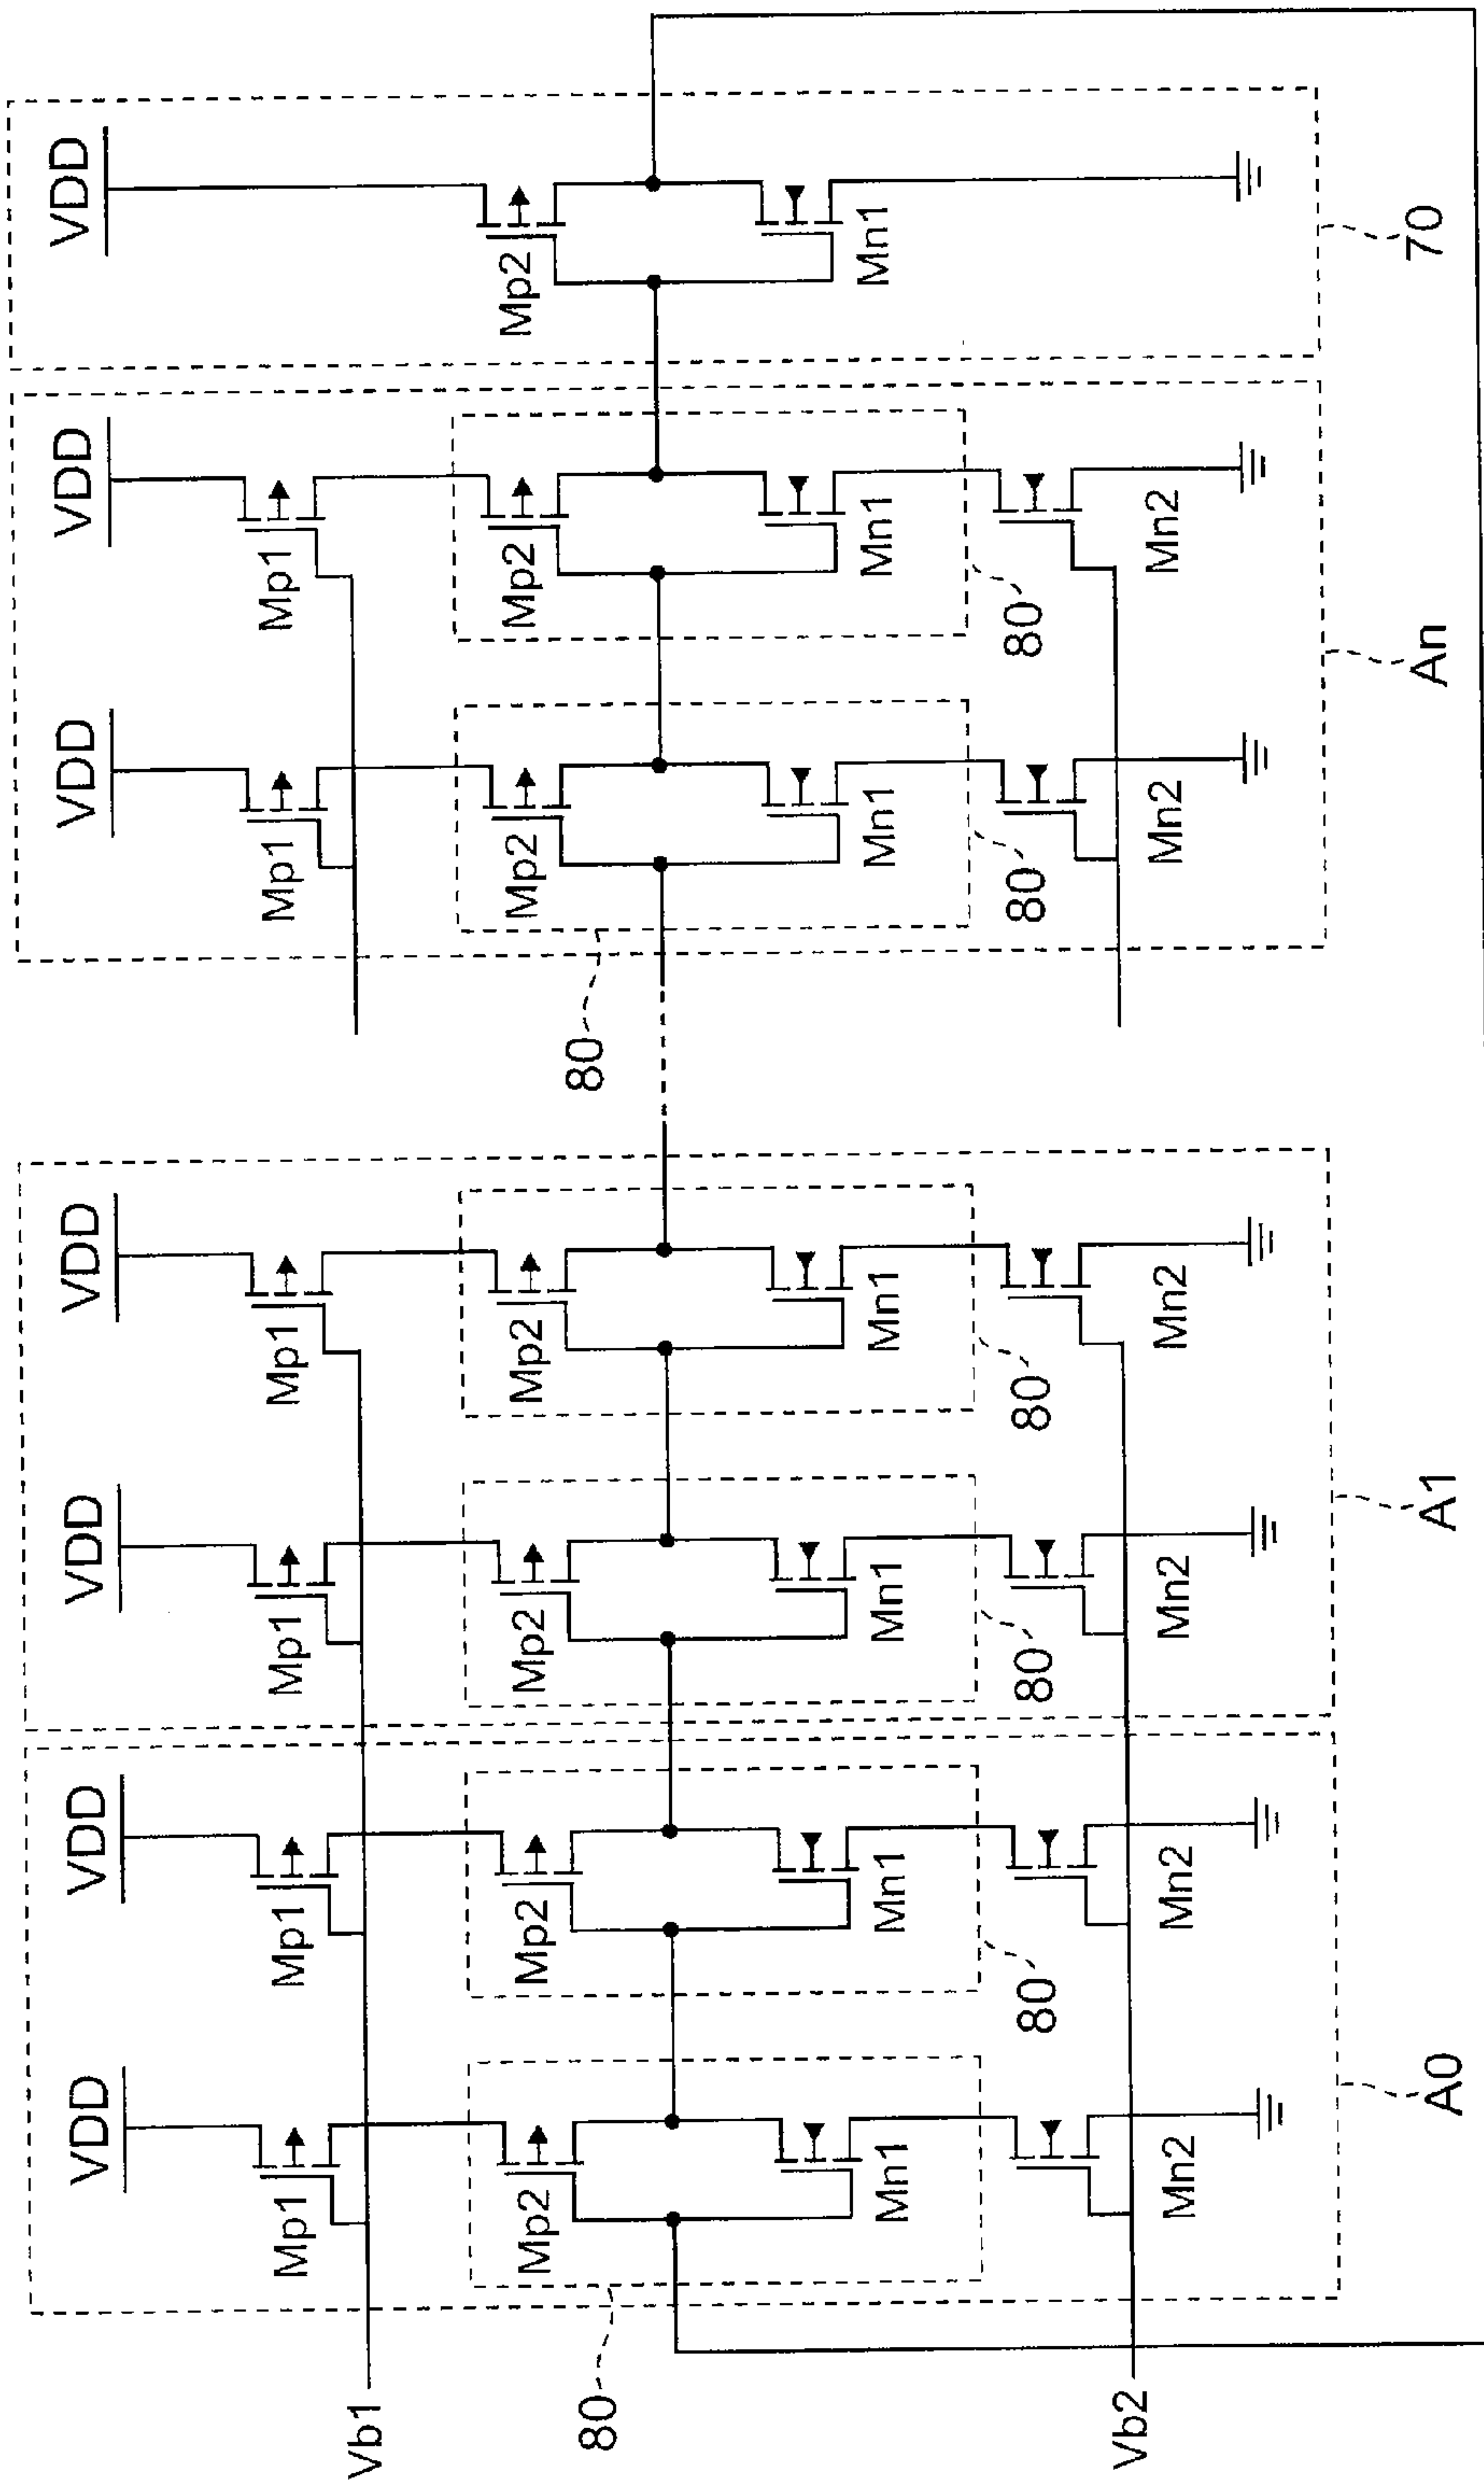 VDD VDD VDD VDD VDD VDD VDD
Mp1 Mp1 Mp1 Mp1 Mp1 Mp1
Vb1
Mp2 Mp2 Mp2 Mp2 Mp2 Mp2 Mp2
80 80
Mn1 Mn1 Mn1 Mn1 Mn1 Mn1 Mn1
80 80 80 80 80
Vb2
Mn2 Mn2 Mn2 Mn2 Mn2 Mn2
A0 A1 An 70